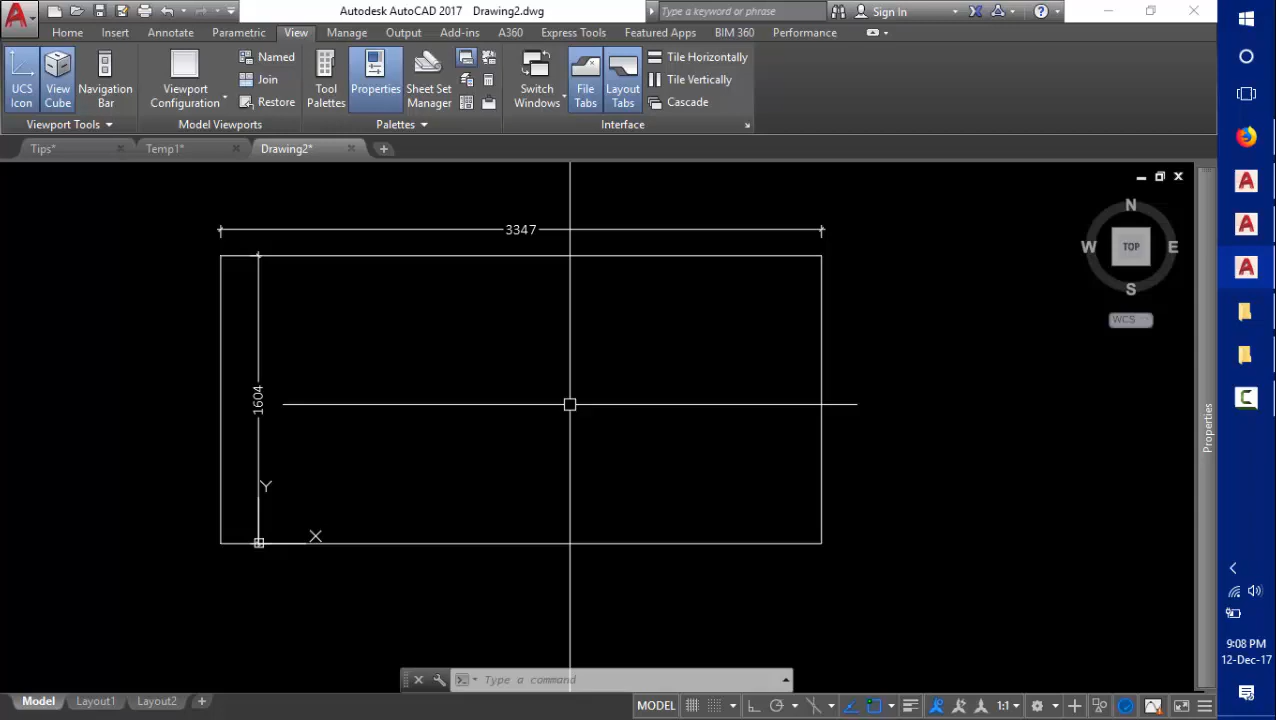 Autodesk AutoCAD 2017 Drawing2.dwg
Type a keyword or phrase
Sign In
Home Insert Annotate Parametric View Manage Output Add-ins A360 Express Tools Featured Apps BIM 360 Performance
UCS Icon
View Cube
Navigation Bar
Viewport Tools
Viewport Configuration
Named
Join
Restore
Model Viewports
Tool Palettes
Properties
Sheet Set Manager
Palettes
Switch Windows
File Tabs
Layout Tabs
Tile Horizontally
Tile Vertically
Cascade
Interface
Tips* Temp1* Drawing2*
3347
1604
Y
X
N
W TOP E
S
WCS
Properties
Type a command
Model Layout1 Layout2
MODEL
1:1
9:08 PM
12-Dec-17